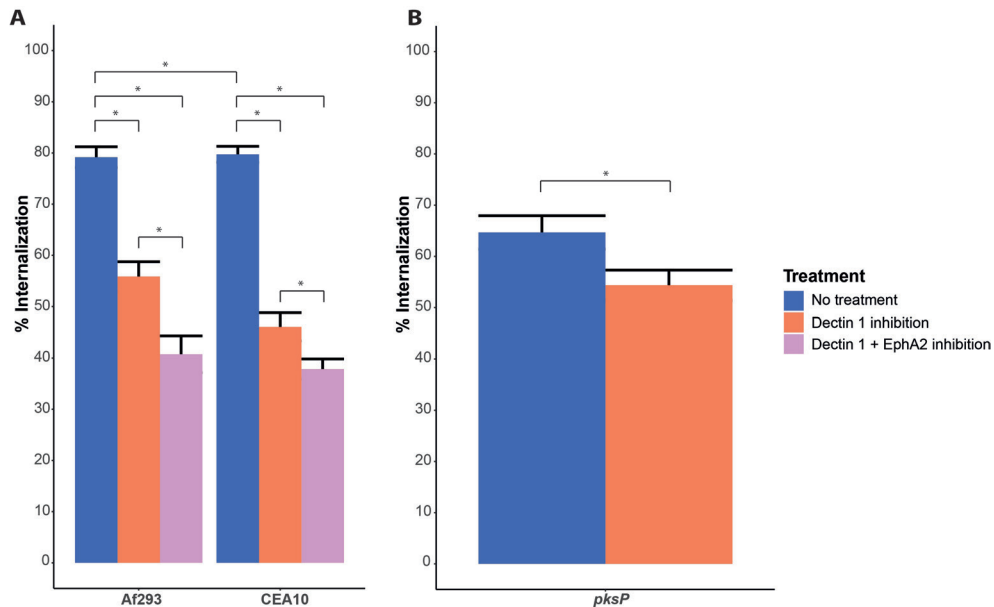 A
% Internalization
100
90
80
70
60
50
40
30
20
10
0
*
*
*
*
*
*
*
Af293
CEA10
B
% Internalization
100
90
80
70
60
50
40
30
20
10
0
*
pksP
Treatment
No treatment
Dectin 1 inhibition
Dectin 1 + EphA2 inhibition